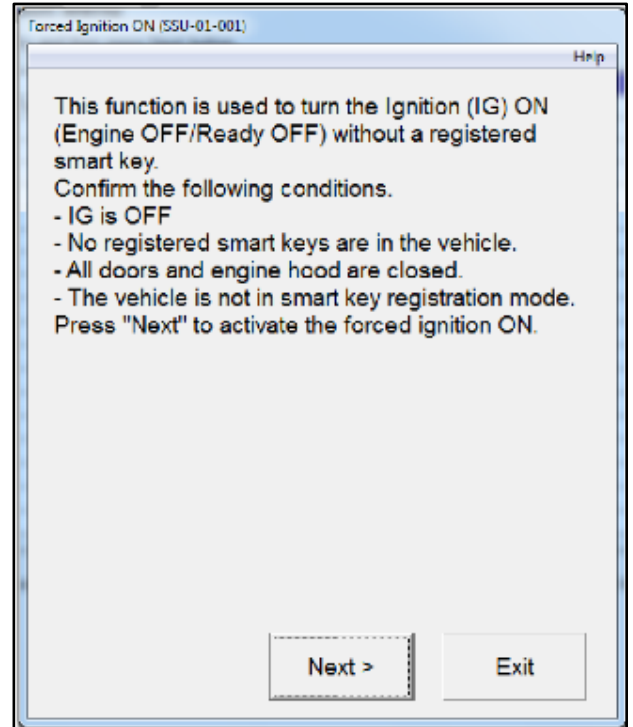 Forced Ignition ON (SSU-01-001)
Help
This function is used to turn the Ignition (IG) ON
(Engine OFF/Ready OFF) without a registered
smart key.
Confirm the following conditions.
- IG is OFF
- No registered smart keys are in the vehicle.
- All doors and engine hood are closed.
- The vehicle is not in smart key registration mode.
Press "Next" to activate the forced ignition ON.
Next >
Exit